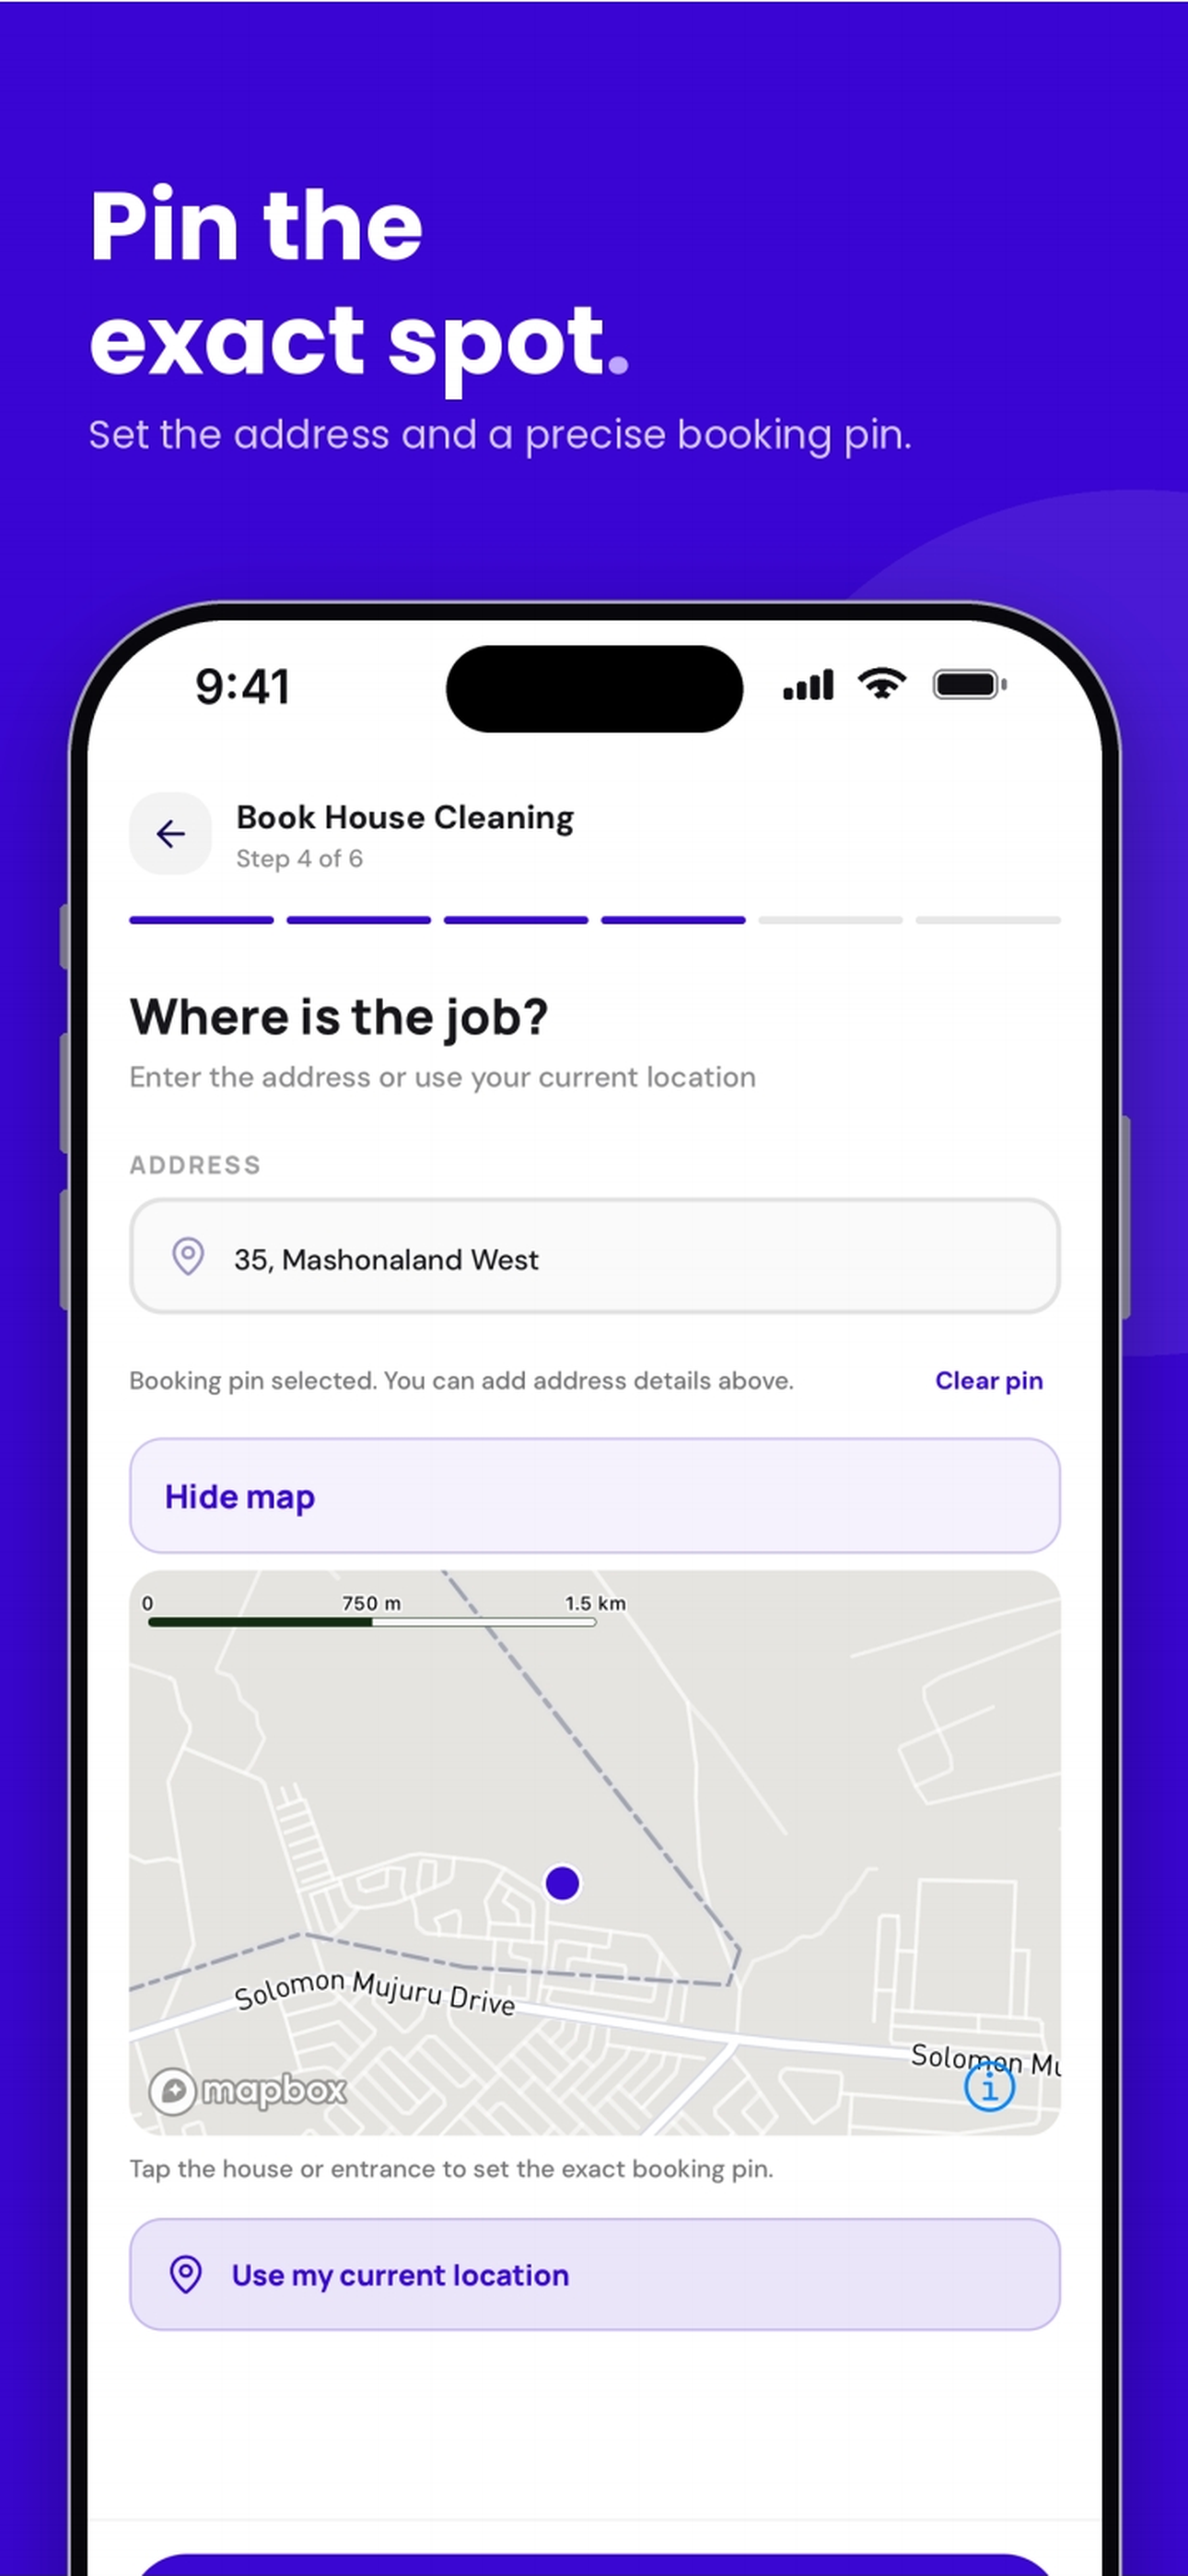 Pin the
exact spot.
Set the address and a precise booking pin.
9:41
Book House Cleaning
Step 4 of 6
Where is the job?
Enter the address or use your current location
ADDRESS
35, Mashonaland West
Booking pin selected. You can add address details above.
Clear pin
Hide map
0 750 m 1.5 km
Solomon Mujuru Drive
Solomon Mu
mapbox
Tap the house or entrance to set the exact booking pin.
Use my current location